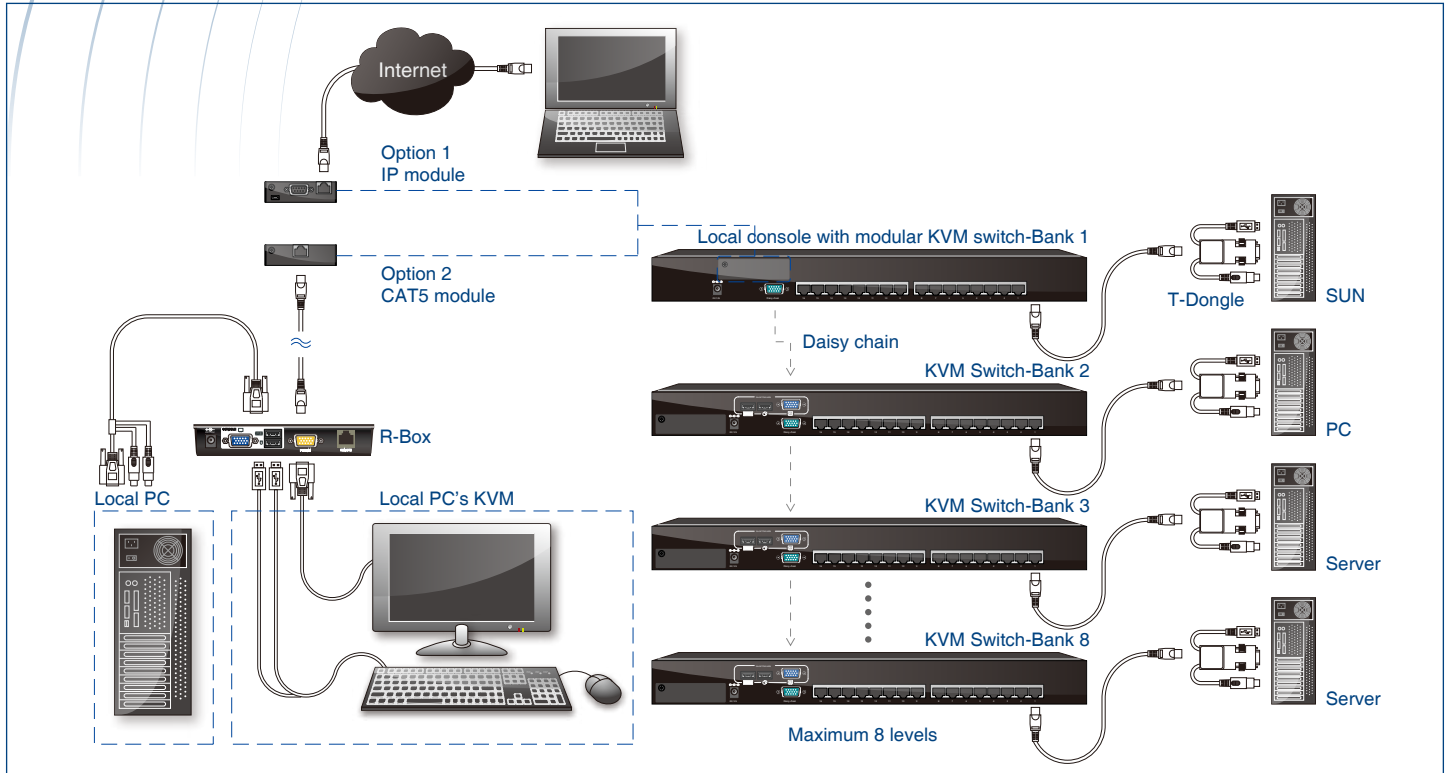 Internet
Option 1
IP module
Option 2
CAT5 module
Local console with modular KVM switch-Bank 1
T-Dongle
SUN
Daisy chain
KVM Switch-Bank 2
PC
R-Box
Local PC
Local PC's KVM
KVM Switch-Bank 3
Server
KVM Switch-Bank 8
Server
Maximum 8 levels